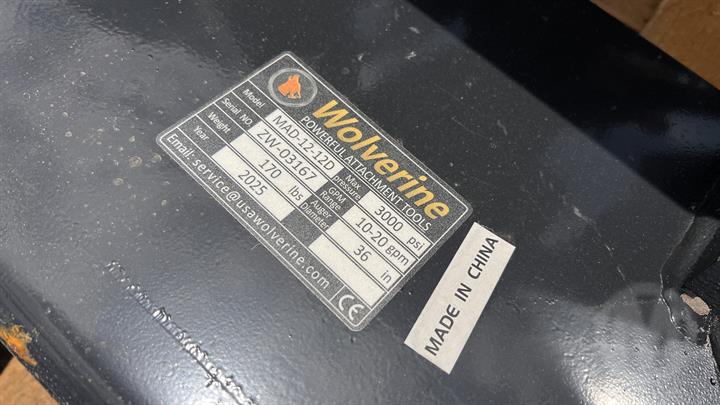 Wolverine
POWERFUL ATTACHMENT TOOLS
Model MAD-12-12D Max pressure 3000 psi
Serial NO ZW-03167 GPM Range 10-20 gpm
Weight 170 lbs Auger Diameter 36 in
Year 2025
Email: service@usawolverine.com CE
MADE IN CHINA